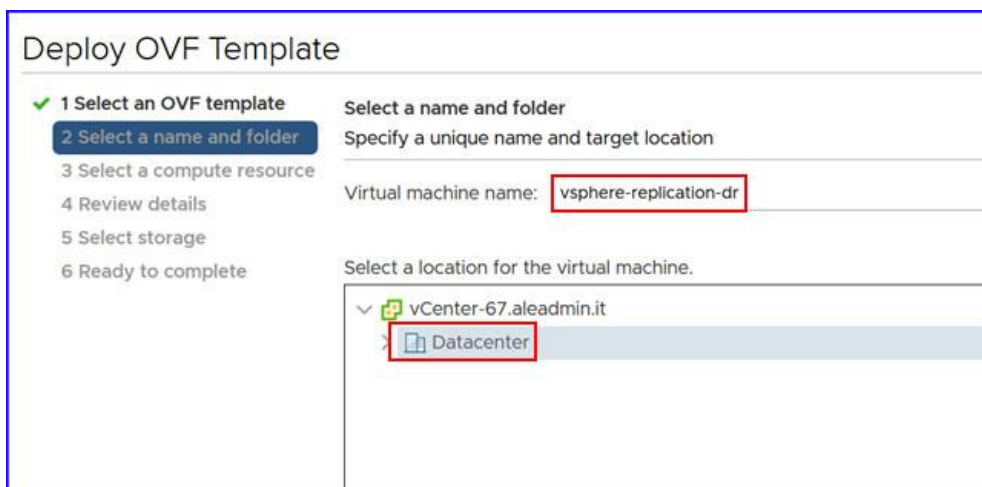 Deploy OVF Template
1 Select an OVF template
2 Select a name and folder
3 Select a compute resource
4 Review details
5 Select storage
6 Ready to complete
Select a name and folder
Specify a unique name and target location
Virtual machine name: vsphere-replication-dr
Select a location for the virtual machine.
vCenter-67.aleadmin.it
Datacenter